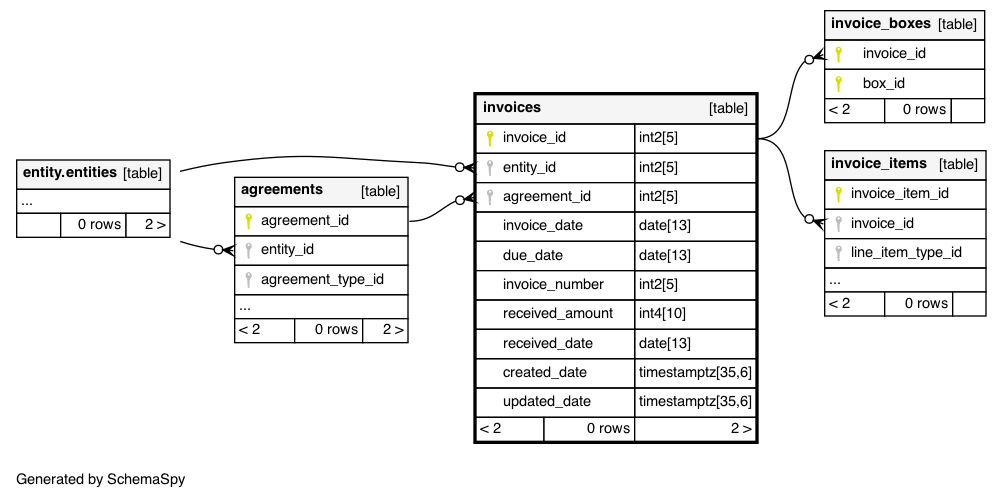 entity.entities [table]
...
0 rows 2 >
agreements [table]
agreement_id
entity_id
agreement_type_id
...
< 2 0 rows 2 >
invoices [table]
invoice_id int2[5]
entity_id int2[5]
agreement_id int2[5]
invoice_date date[13]
due_date date[13]
invoice_number int2[5]
received_amount int4[10]
received_date date[13]
created_date timestamptz[35,6]
updated_date timestamptz[35,6]
< 2 0 rows 2 >
invoice_boxes [table]
invoice_id
box_id
< 2 0 rows
invoice_items [table]
invoice_item_id
invoice_id
line_item_type_id
...
< 2 0 rows
Generated by SchemaSpy